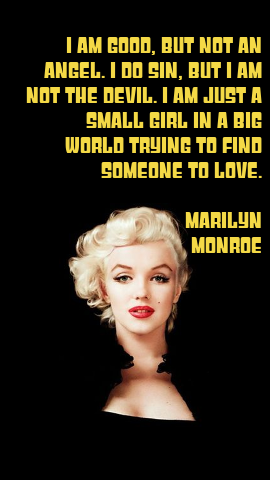 I AM GOOD, BUT NOT AN
ANGEL. I DO SIN, BUT I AM
NOT THE DEVIL. I AM JUST A
SMALL GIRL IN A BIG
WORLD TRYING TO FIND
SOMEONE TO LOVE.
MARILYN
MONROE